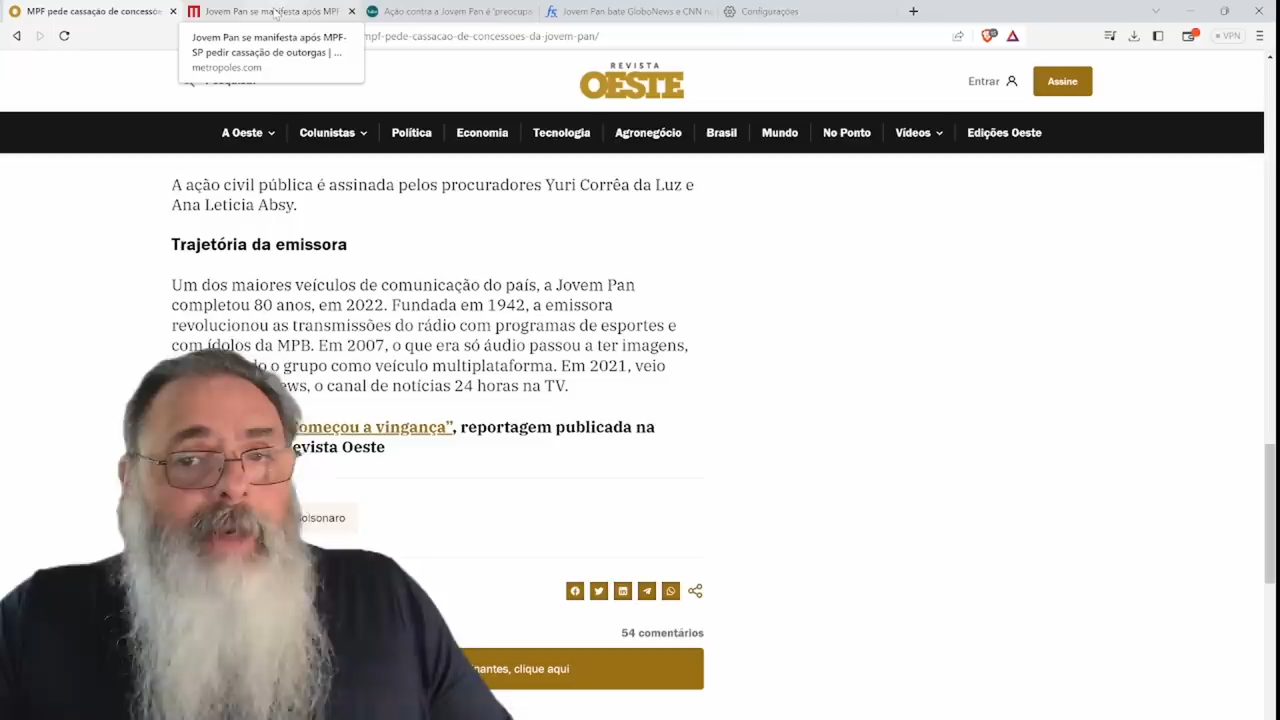 MPF pede cassação de concessõe
Jovem Pan se manifesta após MPF
Ação contra a Jovem Pan é 'preocupa
Jovem Pan bate GloboNews e CNN nu
Configurações
mpf-pede-cassacao-de-concessoes-da-jovem-pan/
VPN
Jovem Pan se manifesta após MPF-
SP pedir cassação de outorgas | ...
metropoles.com
REVISTA
OESTE
Entrar
Assine
A Oeste
Colunistas
Política
Economia
Tecnologia
Agronegócio
Brasil
Mundo
No Ponto
Vídeos
Edições Oeste
A ação civil pública é assinada pelos procuradores Yuri Corrêa da Luz e
Ana Leticia Absy.
Trajetória da emissora
Um dos maiores veículos de comunicação do país, a Jovem Pan
completou 80 anos, em 2022. Fundada em 1942, a emissora
revolucionou as transmissões do rádio com programas de esportes e
com ídolos da MPB. Em 2007, o que era só áudio passou a ter imagens,
o grupo como veículo multiplataforma. Em 2021, veio
o canal de notícias 24 horas na TV.
omeçou a vingança”, reportagem publicada na
evista Oeste
olsonaro
54 comentários
nantes, clique aqui